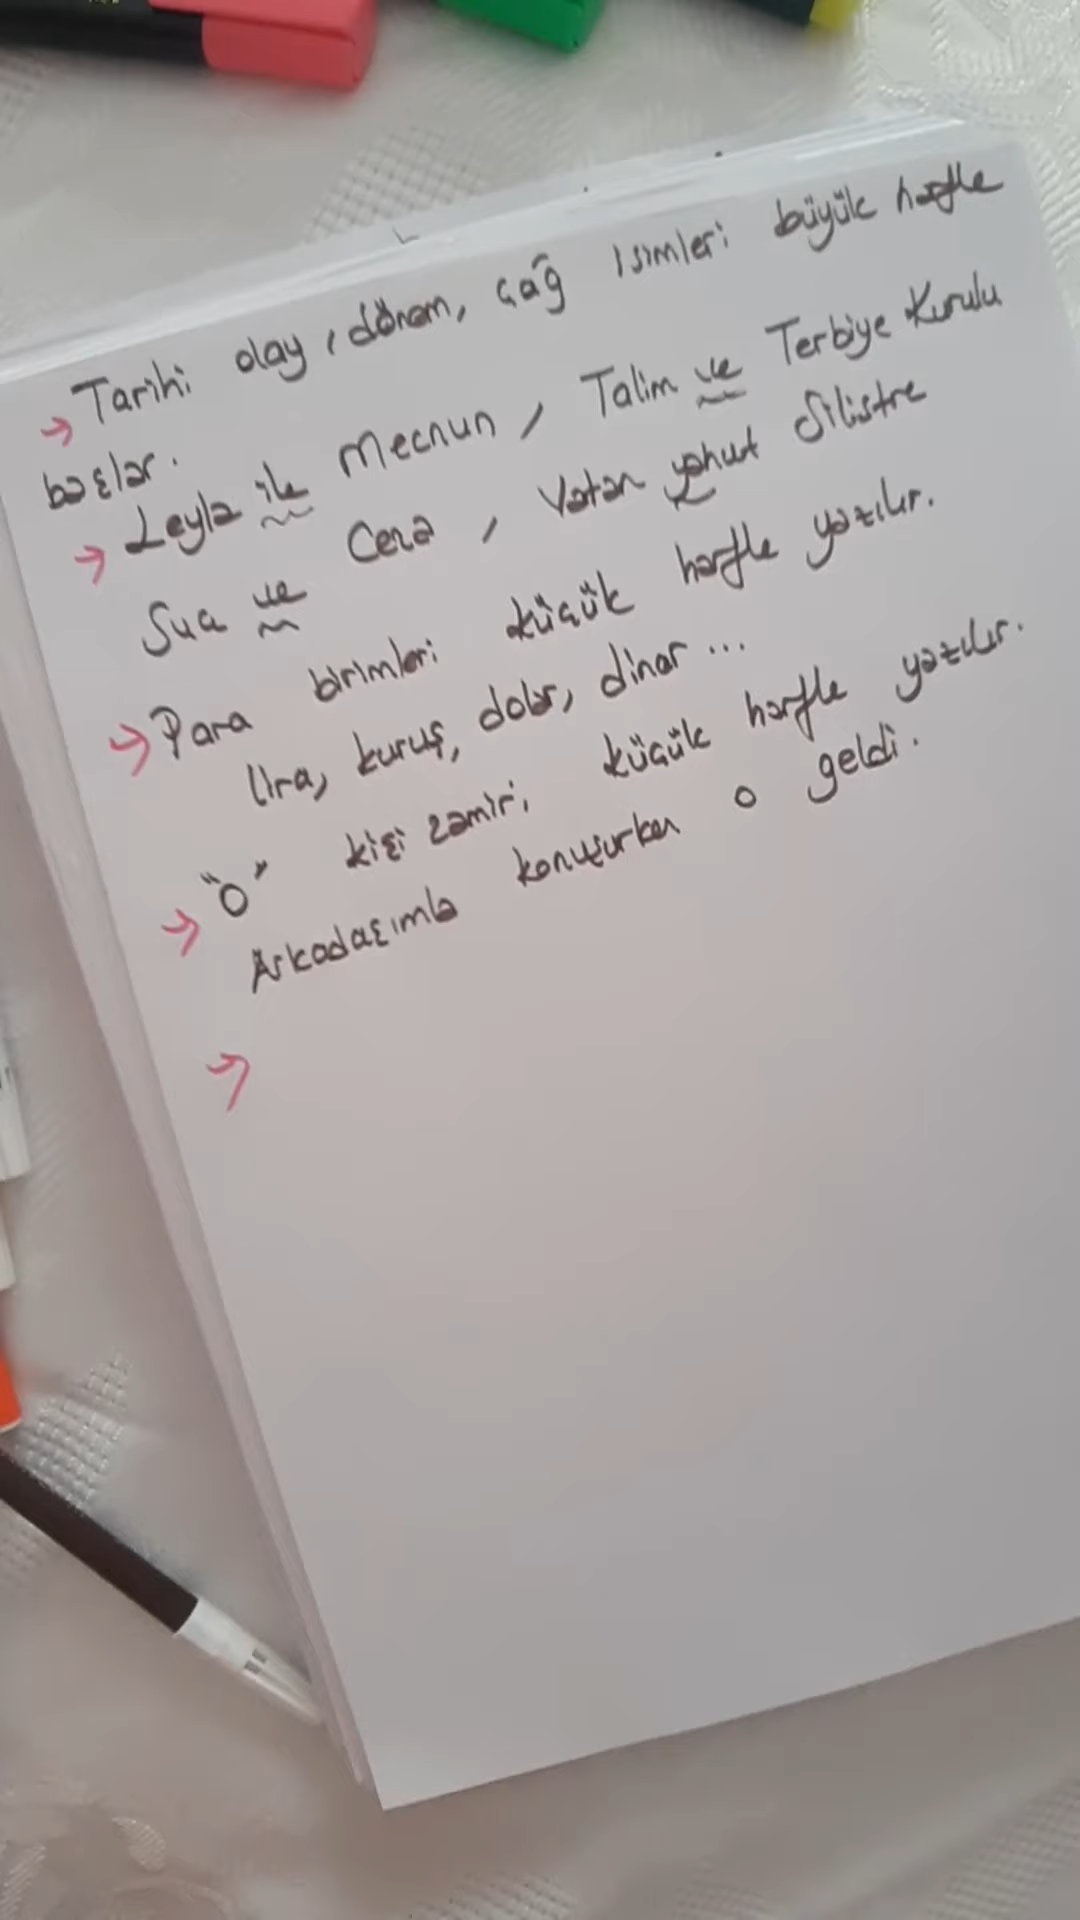 → Tarihi olay, dönem, çağ isimleri büyük harfle
başlar.
→ Leyla ile Mecnun, Talim ve Terbiye Kurulu
Suç ve Ceza, Vatan yahut Silistre
→ Para birimleri küçük harfle yazılır.
lira, kuruş, dolar, dinar ...
→ "O" kişi zamiri küçük harfle yazılır.
Arkadaşımla konuşurken o geldi.
→